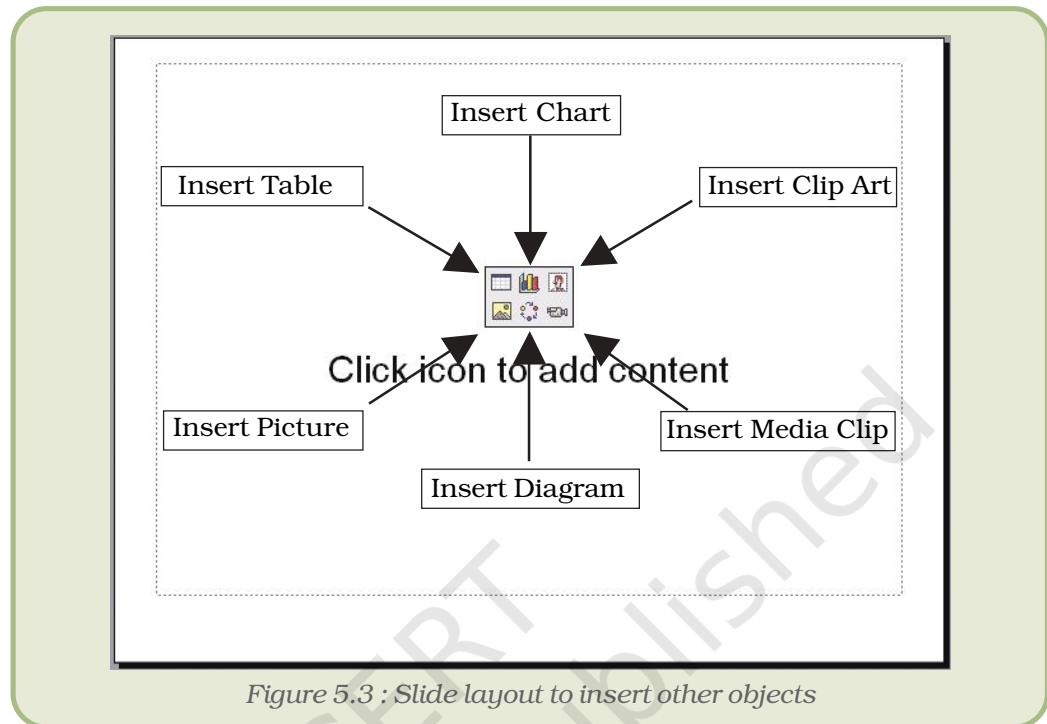 Insert Chart
Insert Table
Insert Clip Art
Click icon to add content
Insert Picture
Insert Media Clip
Insert Diagram
Figure 5.3 : Slide layout to insert other objects